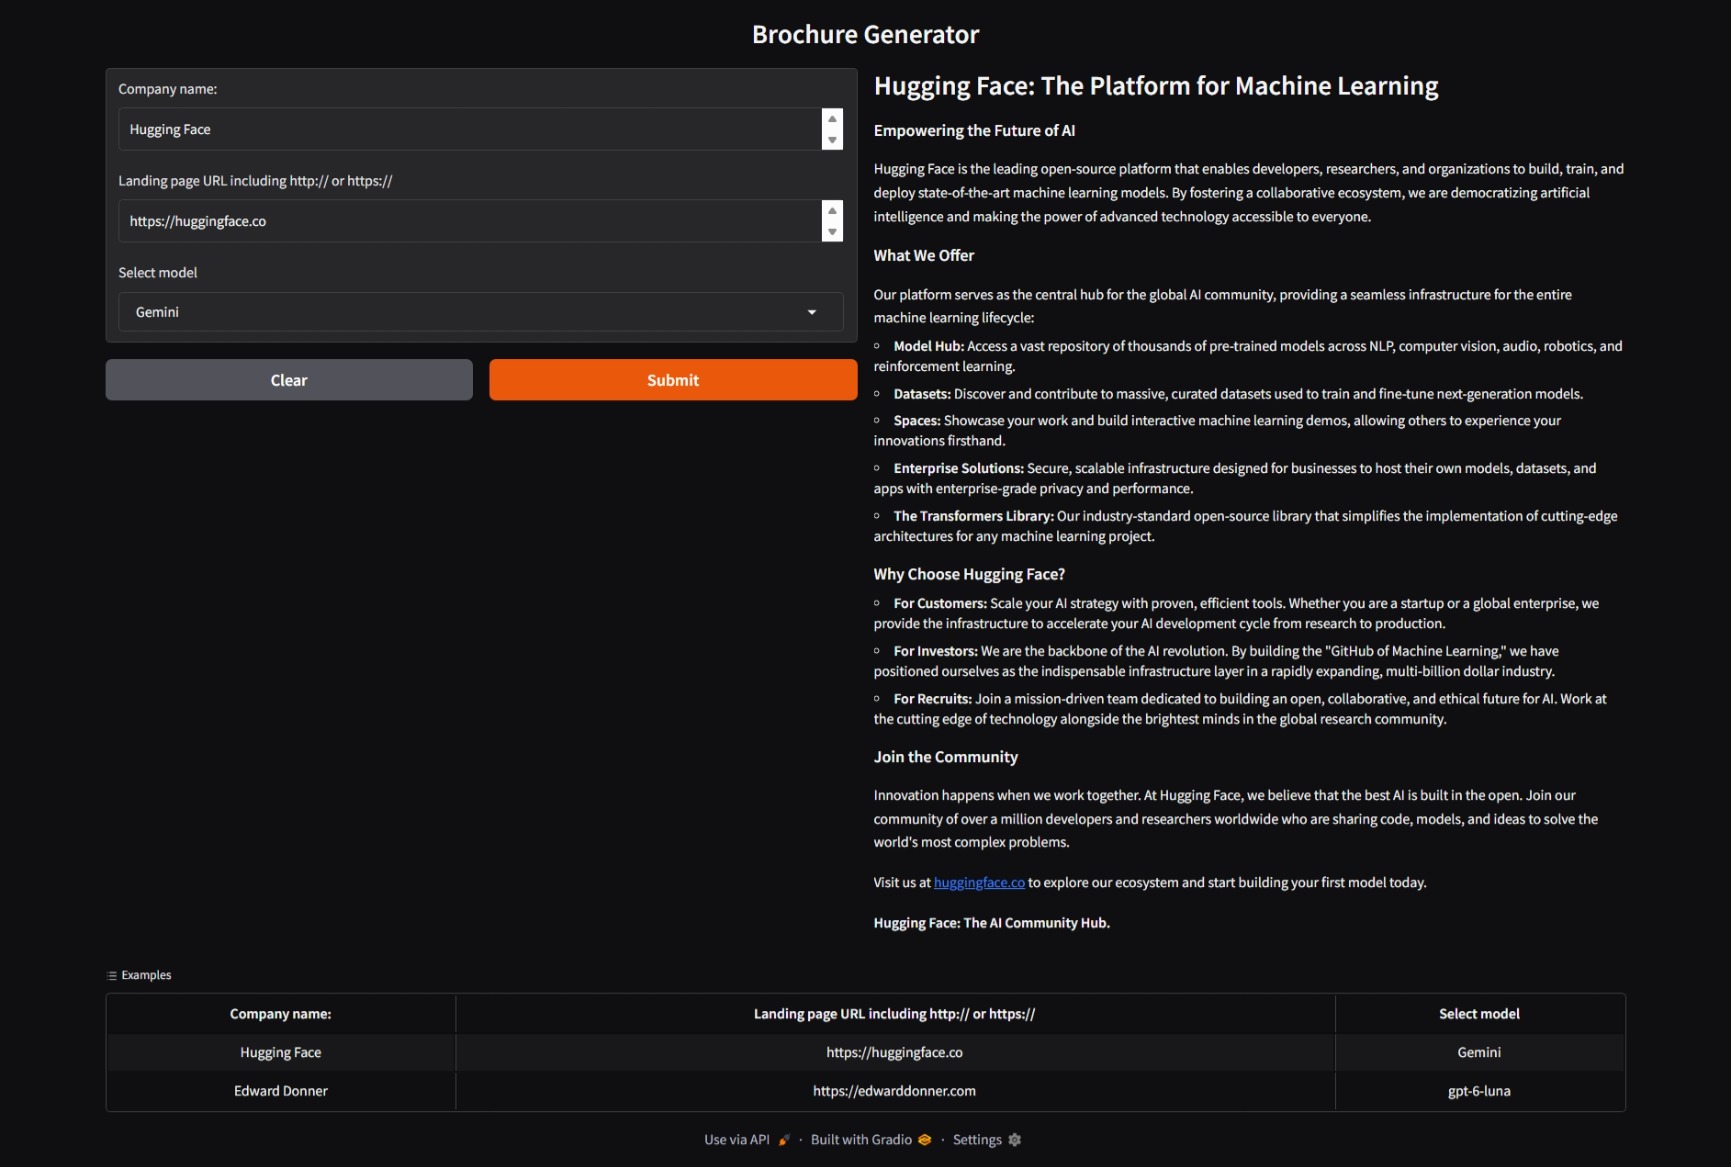 Brochure Generator
Company name:
Hugging Face
Landing page URL including http:// or https://
https://huggingface.co
Select model
Gemini
Clear
Submit
Hugging Face: The Platform for Machine Learning
Empowering the Future of AI
Hugging Face is the leading open-source platform that enables developers, researchers, and organizations to build, train, and
deploy state-of-the-art machine learning models. By fostering a collaborative ecosystem, we are democratizing artificial
intelligence and making the power of advanced technology accessible to everyone.
What We Offer
Our platform serves as the central hub for the global AI community, providing a seamless infrastructure for the entire
machine learning lifecycle:
Model Hub: Access a vast repository of thousands of pre-trained models across NLP, computer vision, audio, robotics, and
reinforcement learning.
Datasets: Discover and contribute to massive, curated datasets used to train and fine-tune next-generation models.
Spaces: Showcase your work and build interactive machine learning demos, allowing others to experience your
innovations firsthand.
Enterprise Solutions: Secure, scalable infrastructure designed for businesses to host their own models, datasets, and
apps with enterprise-grade privacy and performance.
The Transformers Library: Our industry-standard open-source library that simplifies the implementation of cutting-edge
architectures for any machine learning project.
Why Choose Hugging Face?
For Customers: Scale your AI strategy with proven, efficient tools. Whether you are a startup or a global enterprise, we
provide the infrastructure to accelerate your AI development cycle from research to production.
For Investors: We are the backbone of the AI revolution. By building the "GitHub of Machine Learning," we have
positioned ourselves as the indispensable infrastructure layer in a rapidly expanding, multi-billion dollar industry.
For Recruits: Join a mission-driven team dedicated to building an open, collaborative, and ethical future for AI. Work at
the cutting edge of technology alongside the brightest minds in the global research community.
Join the Community
Innovation happens when we work together. At Hugging Face, we believe that the best AI is built in the open. Join our
community of over a million developers and researchers worldwide who are sharing code, models, and ideas to solve the
world's most complex problems.
Visit us at huggingface.co to explore our ecosystem and start building your first model today.
Hugging Face: The AI Community Hub.
Examples
Company name: Landing page URL including http:// or https:// Select model
Hugging Face https://huggingface.co Gemini
Edward Donner https://edwarddonner.com gpt-6-luna
Use via API · Built with Gradio · Settings